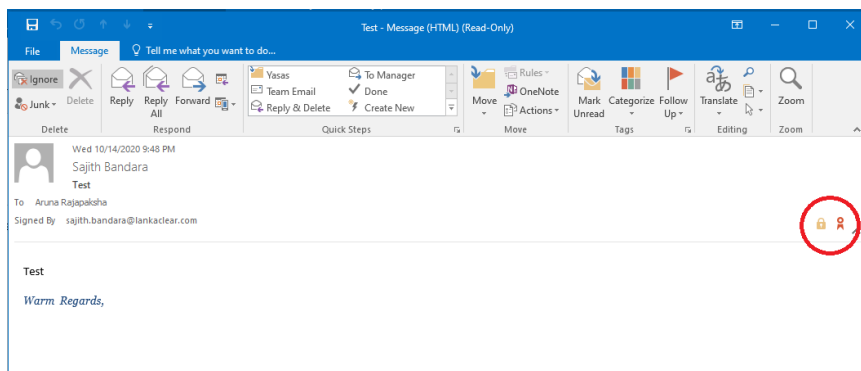 Test - Message (HTML) (Read-Only)
File Message Tell me what you want to do...
Ignore
Junk
Delete
Reply
Reply All
Forward
Yasas
Team Email
Reply & Delete
To Manager
Done
Create New
Move
Rules
OneNote
Actions
Mark Unread
Categorize
Follow Up
Translate
Zoom
Delete Respond Quick Steps Move Tags Editing Zoom
Wed 10/14/2020 9:48 PM
Sajith Bandara
Test
To Aruna Rajapaksha
Signed By sajith.bandara@lankaclear.com
Test
Warm Regards,